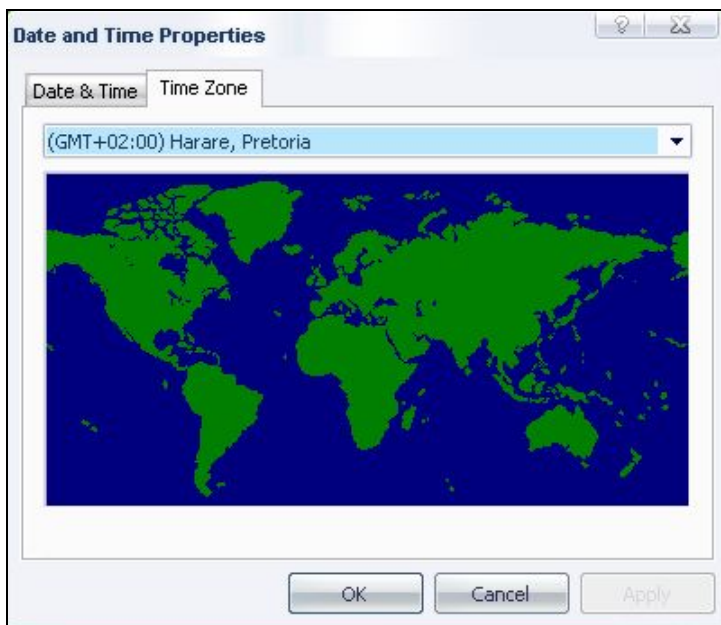 Date and Time Properties
Date & Time Time Zone
(GMT+02:00) Harare, Pretoria
OK Cancel Apply